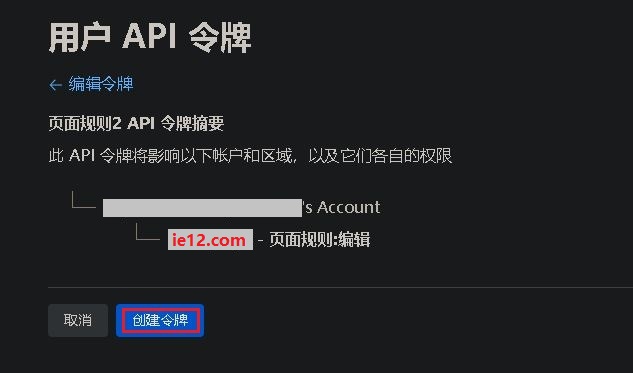 用户 API 令牌
← 编辑令牌
页面规则2 API 令牌摘要
此 API 令牌将影响以下帐户和区域，以及它们各自的权限
's Account
ie12.com - 页面规则:编辑
取消 创建令牌